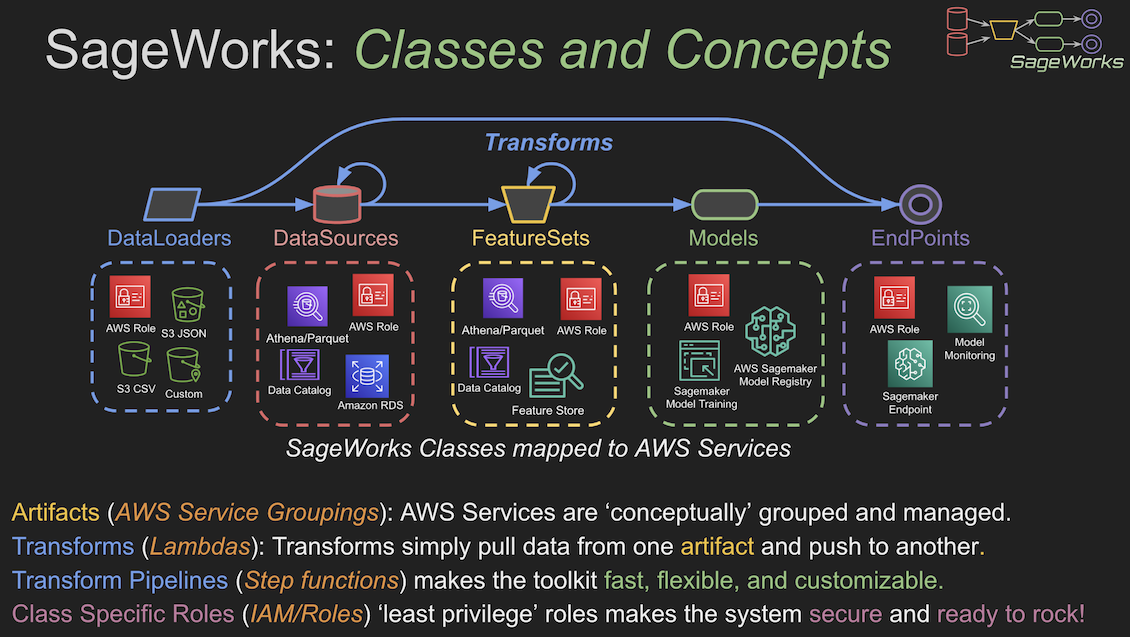 SageWorks: Classes and Concepts
SageWorks
Transforms
DataLoaders
DataSources
FeatureSets
Models
EndPoints
AWS Role
S3 JSON
S3 CSV
Custom
Athena/Parquet
AWS Role
Data Catalog
Amazon RDS
Athena/Parquet
AWS Role
Data Catalog
Feature Store
AWS Role
AWS Sagemaker
Model Registry
Sagemaker
Model Training
AWS Role
Model
Monitoring
Sagemaker
Endpoint
SageWorks Classes mapped to AWS Services
Artifacts (AWS Service Groupings): AWS Services are ‘conceptually’ grouped and managed.
Transforms (Lambdas): Transforms simply pull data from one artifact and push to another.
Transform Pipelines (Step functions) makes the toolkit fast, flexible, and customizable.
Class Specific Roles (IAM/Roles) ‘least privilege’ roles makes the system secure and ready to rock!